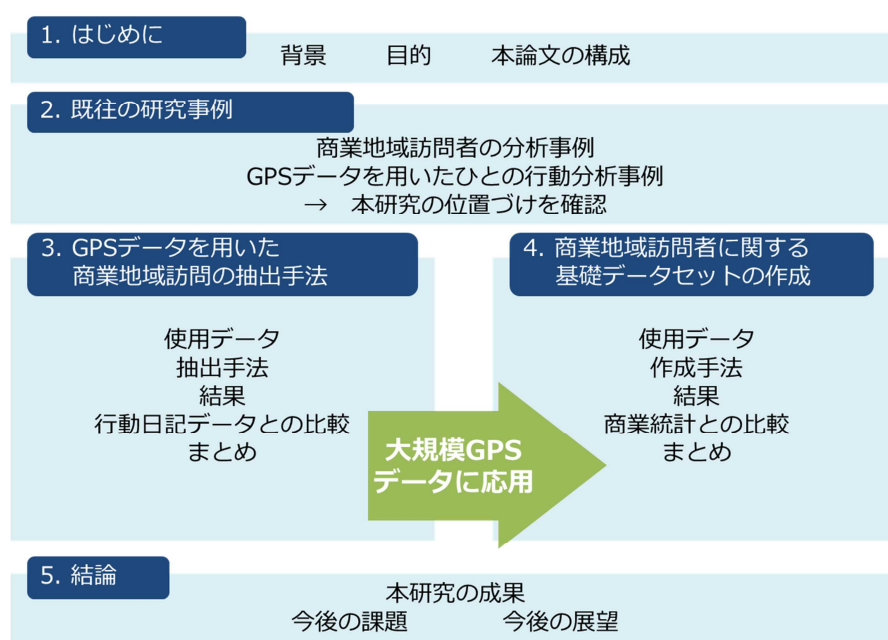 1. はじめに
背景 目的 本論文の構成
2. 既往の研究事例
商業地域訪問者の分析事例
GPSデータを用いたひとの行動分析事例
→ 本研究の位置づけを確認
3. GPSデータを用いた
商業地域訪問の抽出手法
使用データ
抽出手法
結果
行動日記データとの比較
まとめ
大規模GPS
データに応用
4. 商業地域訪問者に関する
基礎データセットの作成
使用データ
作成手法
結果
商業統計との比較
まとめ
5. 結論
本研究の成果
今後の課題 今後の展望